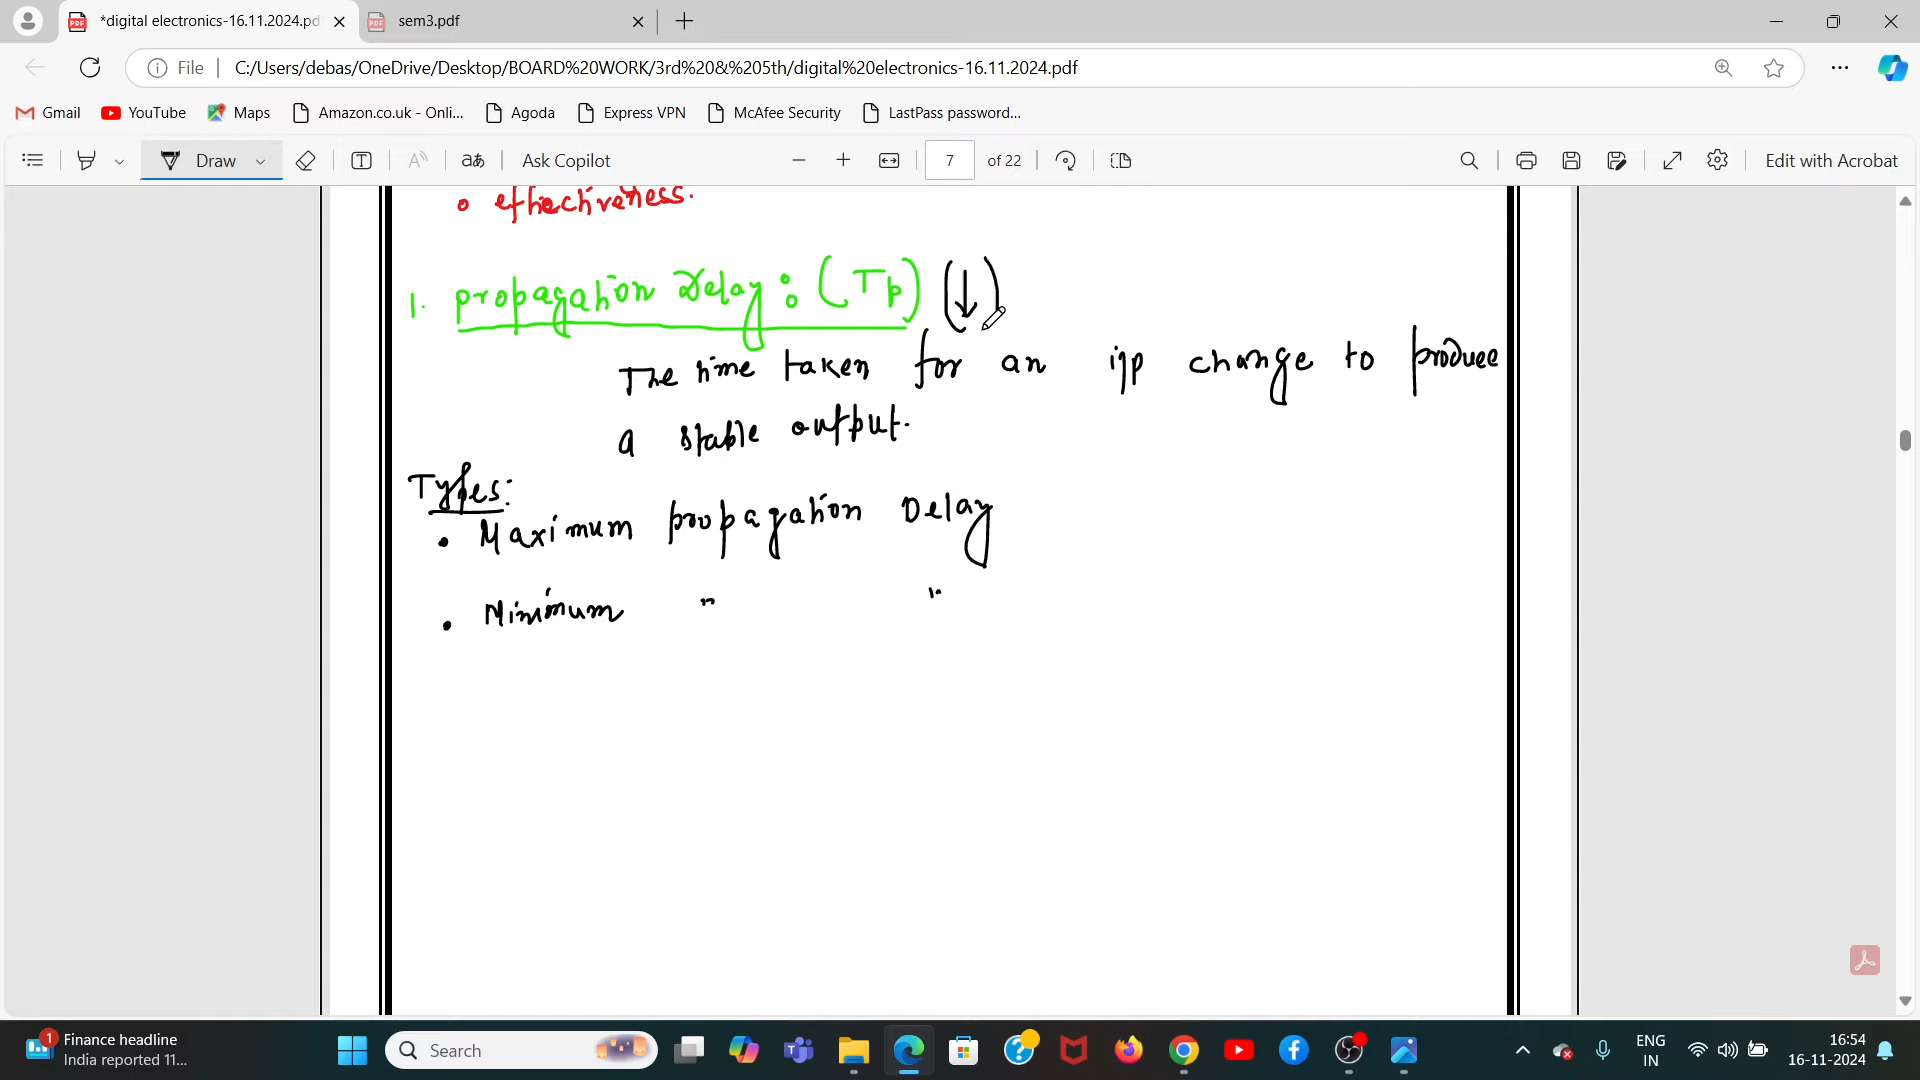 *digital electronics-16.11.2024.pd
sem3.pdf
File
C:/Users/debas/OneDrive/Desktop/BOARD%20WORK/3rd%20&%205th/digital%20electronics-16.11.2024.pdf
Gmail
YouTube
Maps
Amazon.co.uk - Onli...
Agoda
Express VPN
McAfee Security
LastPass password...
Draw
Ask Copilot
7 of 22
Edit with Acrobat
• effectiveness.
1. propagation Delay : (Tp) (↓)
The time taken for an i/p change to produce
a stable output.
Types:
• Maximum propagation Delay
• Minimum " "
1
Finance headline
India reported 11...
Search
ENG
IN
16:54
16-11-2024